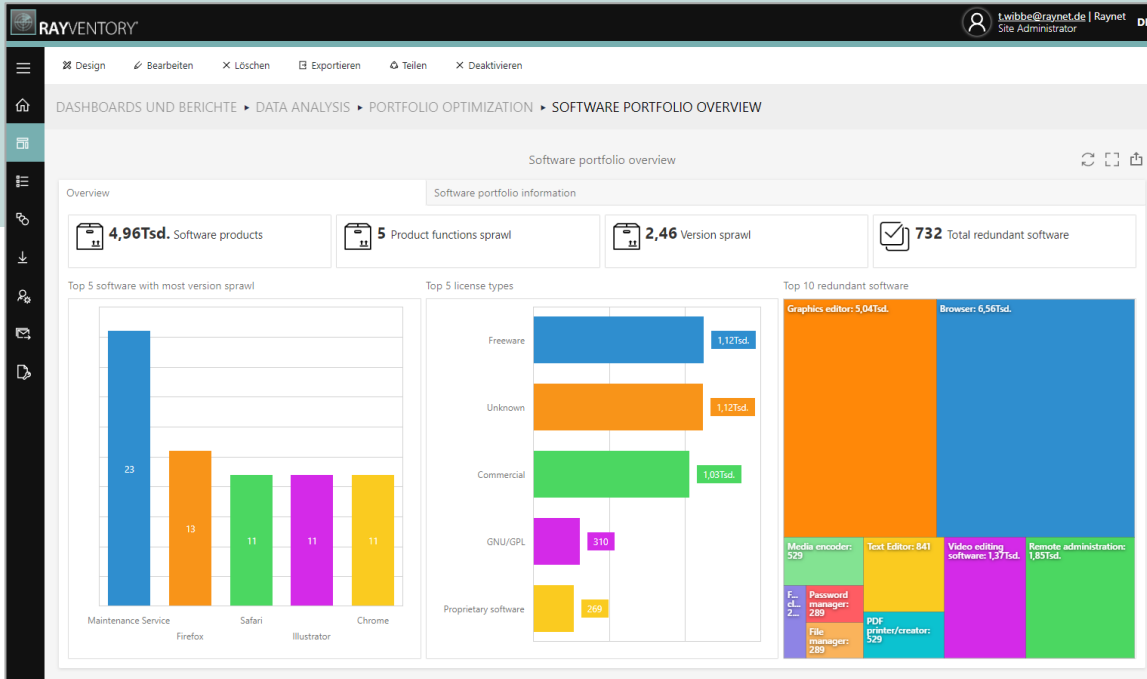 RAYVENTORY
t.wibbe@raynet.de | Raynet
Site Administrator
Design Bearbeiten Löschen Exportieren Teilen Deaktivieren
DASHBOARDS UND BERICHTE ▸ DATA ANALYSIS ▸ PORTFOLIO OPTIMIZATION ▸ SOFTWARE PORTFOLIO OVERVIEW
Software portfolio overview
Overview
Software portfolio information
4,96Tsd. Software products
5 Product functions sprawl
2,46 Version sprawl
732 Total redundant software
Top 5 software with most version sprawl
23
13
11
11
11
Maintenance Service
Firefox
Safari
Illustrator
Chrome
Top 5 license types
Freeware
1,12Tsd.
Unknown
1,12Tsd.
Commercial
1,03Tsd.
GNU/GPL
310
Proprietary software
269
Top 10 redundant software
Graphics editor: 5,04Tsd.
Browser: 6,56Tsd.
Media encoder:
529
Text Editor: 841
Video editing
software: 1,37Tsd.
Remote administration:
1,85Tsd.
F...
cl...
2...
Password
manager:
289
File
manager:
289
PDF
printer/creator:
529